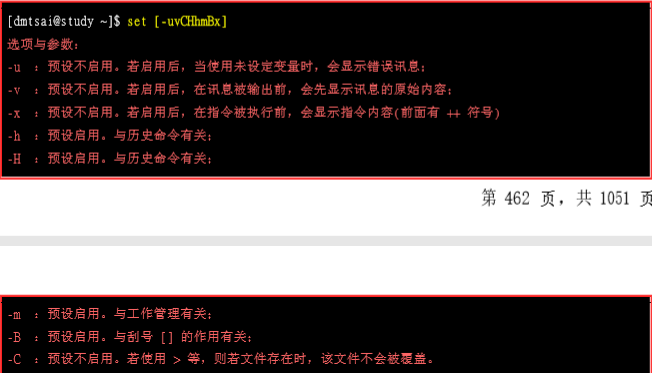 [dmtsai@study ~]$ set [-uvCHhmBx]
选项与参数：
-u ：预设不启用。若启用后，当使用未设定变量时，会显示错误讯息；
-v ：预设不启用。若启用后，在讯息被输出前，会先显示讯息的原始内容；
-x ：预设不启用。若启用后，在指令被执行前，会显示指令内容(前面有 ++ 符号)
-h ：预设启用。与历史命令有关；
-H ：预设启用。与历史命令有关；
第 462 页，共 1051 页
-m ：预设启用。与工作管理有关；
-B ：预设启用。与刮号 [] 的作用有关；
-C ：预设不启用。若使用 > 等，则若文件存在时，该文件不会被覆盖。